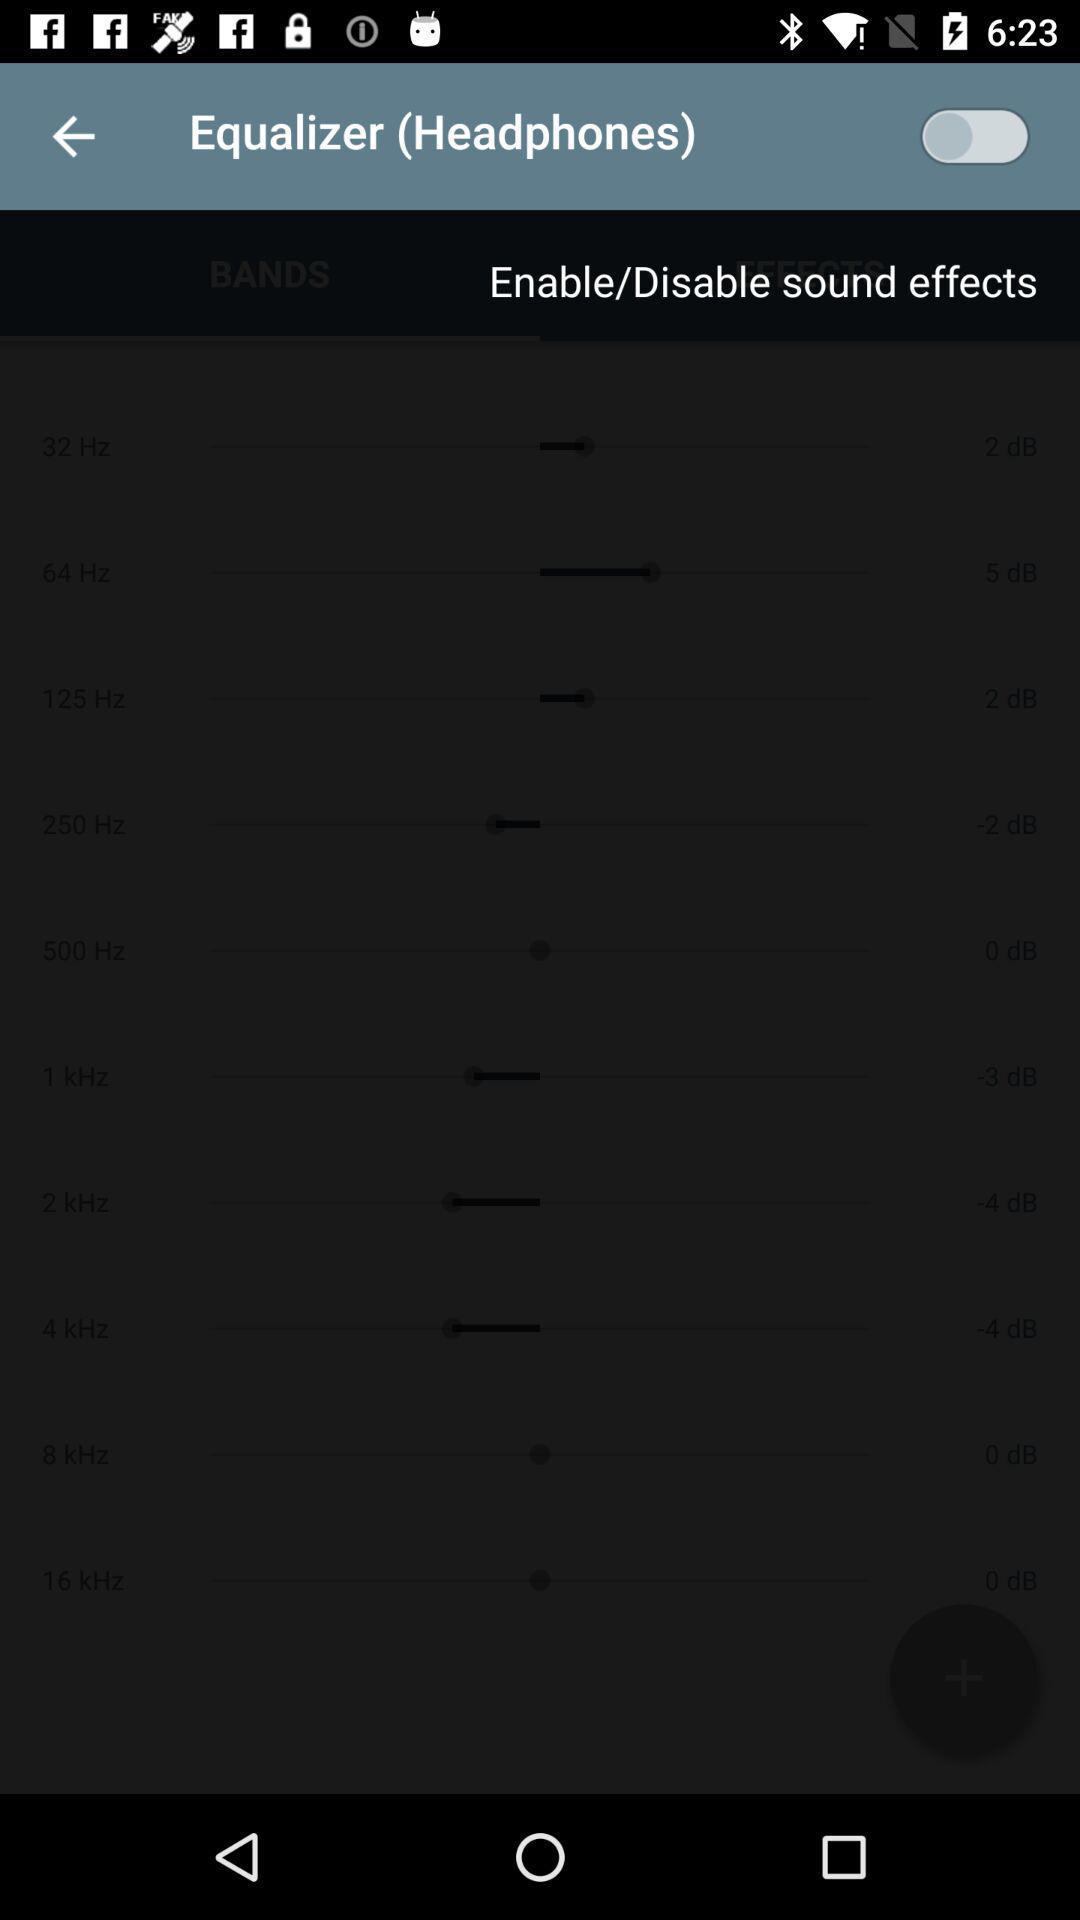 FAKE
6:23
Equalizer (Headphones)
BANDS
EFFECTS
Enable/Disable sound effects
32 Hz 2 dB
64 Hz 5 dB
125 Hz 2 dB
250 Hz -2 dB
500 Hz 0 dB
1 kHz -3 dB
2 kHz -4 dB
4 kHz -4 dB
8 kHz 0 dB
16 kHz 0 dB